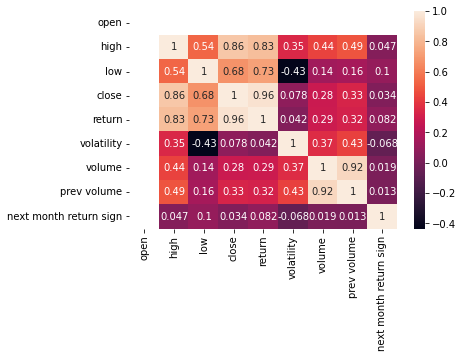 open
high 1 0.54 0.86 0.83 0.35 0.44 0.49 0.047
low 0.54 1 0.68 0.73 -0.43 0.14 0.16 0.1
close 0.86 0.68 1 0.96 0.078 0.28 0.33 0.034
return 0.83 0.73 0.96 1 0.042 0.29 0.32 0.082
volatility 0.35 -0.43 0.078 0.042 1 0.37 0.43 -0.068
volume 0.44 0.14 0.28 0.29 0.37 1 0.92 0.019
prev volume 0.49 0.16 0.33 0.32 0.43 0.92 1 0.013
next month return sign 0.047 0.1 0.034 0.082 -0.068 0.019 0.013 1
open high low close return volatility volume prev volume next month return sign
1.0
0.8
0.6
0.4
0.2
0.0
−0.2
−0.4